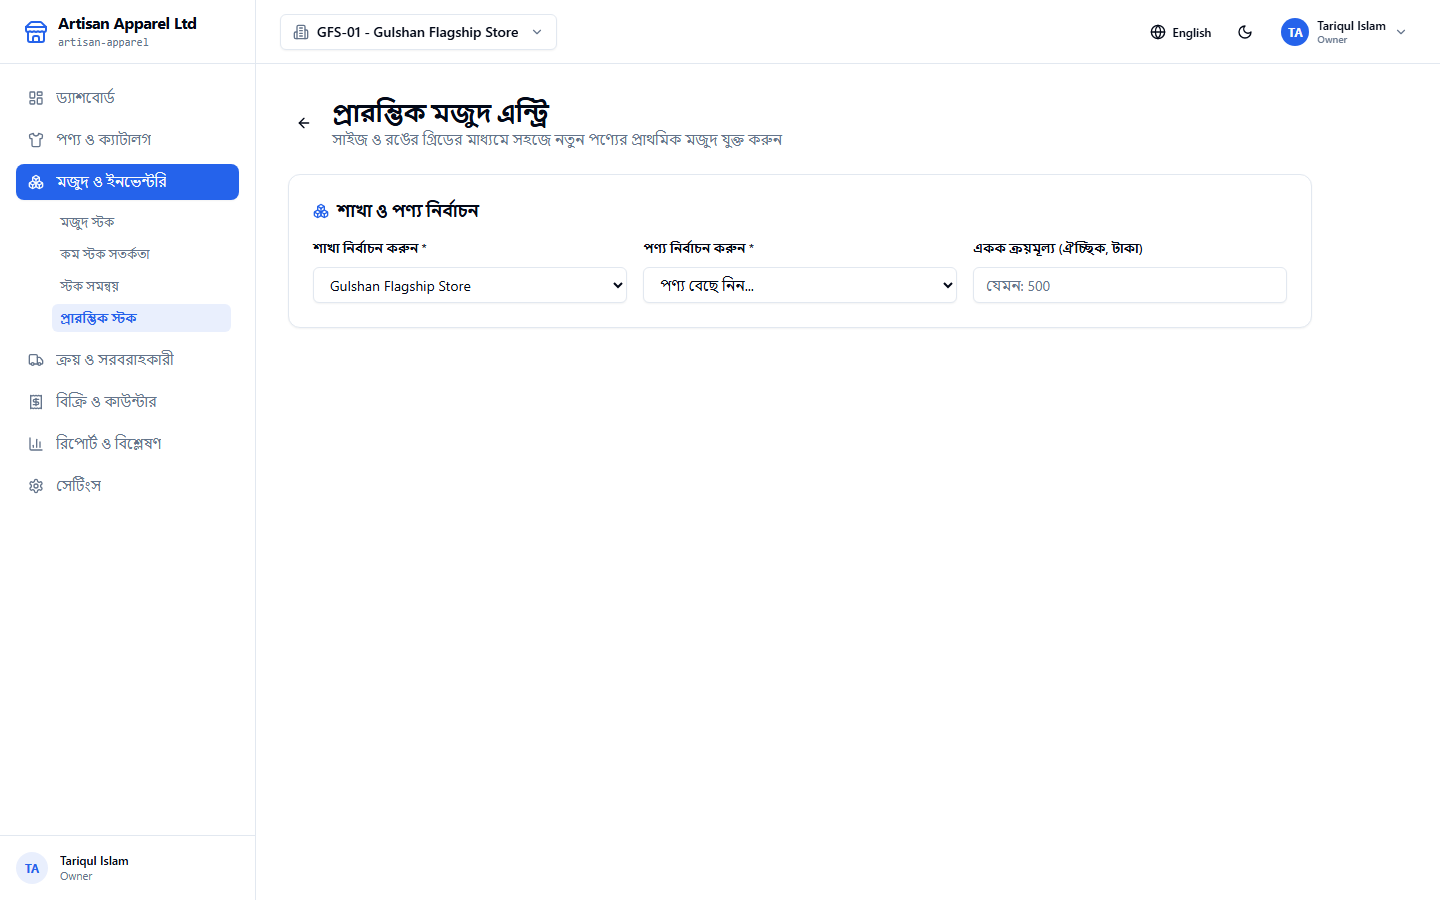 Artisan Apparel Ltd
artisan-apparel
GFS-01 - Gulshan Flagship Store
English
TA
Tariqul Islam
Owner
ড্যাশবোর্ড
পণ্য ও ক্যাটালগ
মজুদ ও ইনভেন্টরি
মজুদ স্টক
কম স্টক সতর্কতা
স্টক সমন্বয়
প্রারম্ভিক স্টক
ক্রয় ও সরবরাহকারী
বিক্রি ও কাউন্টার
রিপোর্ট ও বিশ্লেষণ
সেটিংস
প্রারম্ভিক মজুদ এন্ট্রি
সাইজ ও রঙের গ্রিডের মাধ্যমে সহজে নতুন পণ্যের প্রাথমিক মজুদ যুক্ত করুন
শাখা ও পণ্য নির্বাচন
শাখা নির্বাচন করুন *
পণ্য নির্বাচন করুন *
একক ক্রয়মূল্য (ঐচ্ছিক, টাকা)
Gulshan Flagship Store
পণ্য বেছে নিন...
যেমন: 500
TA
Tariqul Islam
Owner